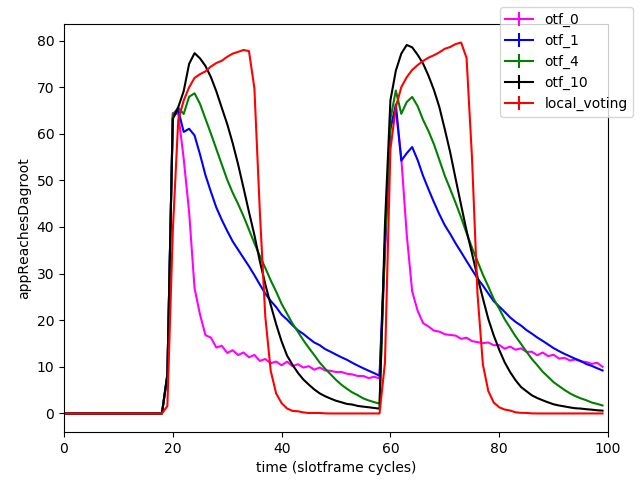 otf_0
otf_1
otf_4
otf_10
local_voting
80
70
60
50
40
30
20
10
0
appReachesDagroot
0 20 40 60 80 100
time (slotframe cycles)